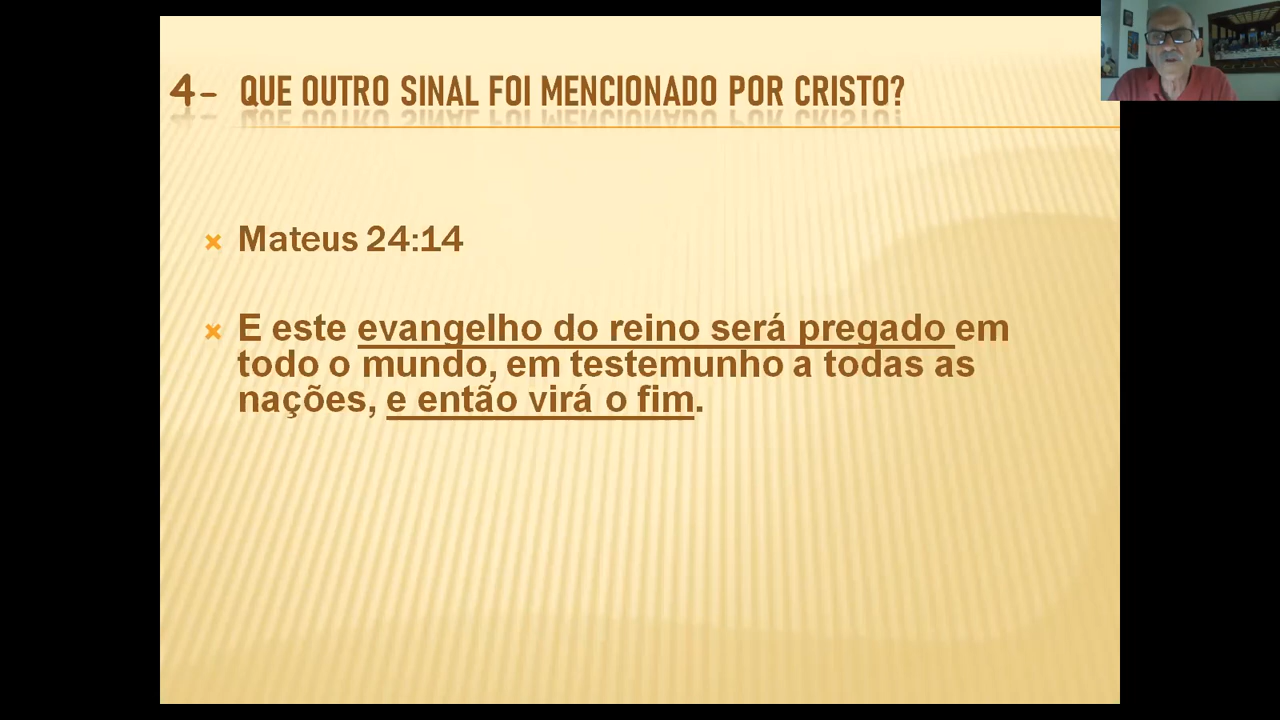 4- QUE OUTRO SINAL FOI MENCIONADO POR CRISTO?
Mateus 24:14
E este evangelho do reino será pregado em
todo o mundo, em testemunho a todas as
nações, e então virá o fim.